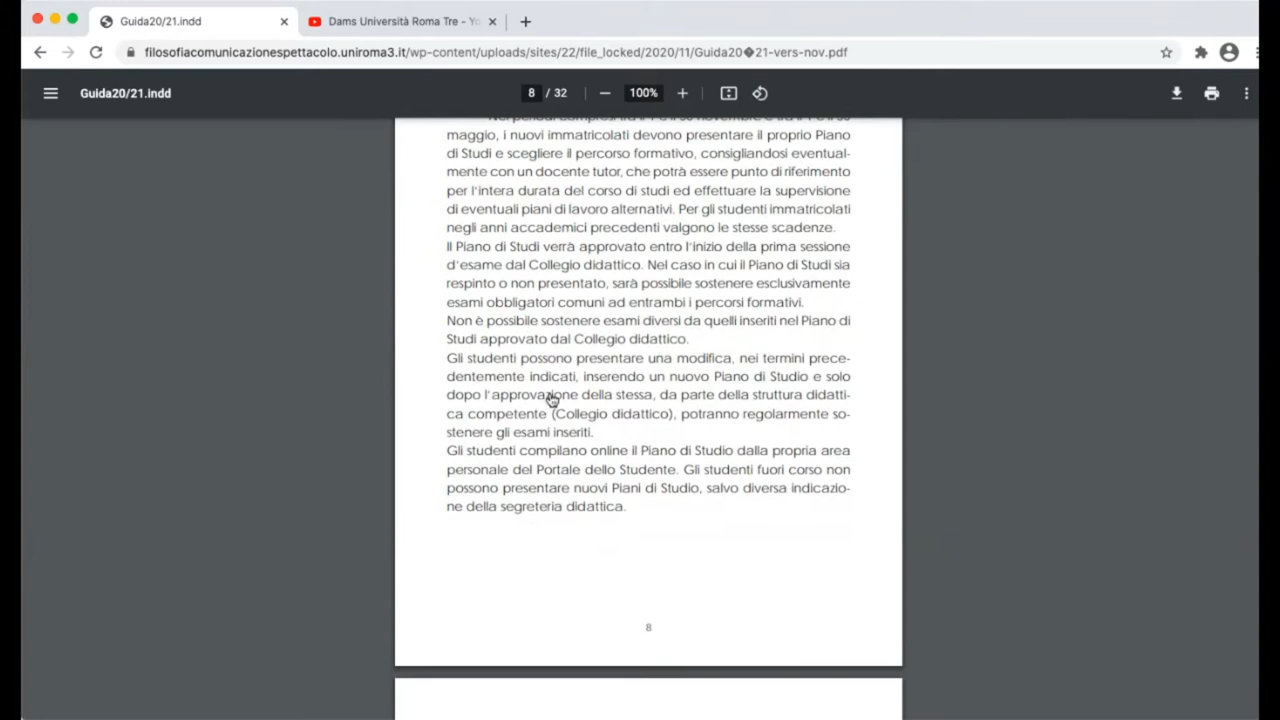 Guida20/21.indd
Dams Università Roma Tre - Yo
filosofiacomunicazionespettacolo.uniroma3.it/wp-content/uploads/sites/22/file_locked/2020/11/Guida20�21-vers-nov.pdf
Guida20/21.indd
8 / 32
100%
maggio, i nuovi immatricolati devono presentare il proprio Piano
di Studi e scegliere il percorso formativo, consigliandosi eventual-
mente con un docente tutor, che potrà essere punto di riferimento
per l'intera durata del corso di studi ed effettuare la supervisione
di eventuali piani di lavoro alternativi. Per gli studenti immatricolati
negli anni accademici precedenti valgono le stesse scadenze.
Il Piano di Studi verrà approvato entro l'inizio della prima sessione
d'esame dal Collegio didattico. Nel caso in cui il Piano di Studi sia
respinto o non presentato, sarà possibile sostenere esclusivamente
esami obbligatori comuni ad entrambi i percorsi formativi.
Non è possibile sostenere esami diversi da quelli inseriti nel Piano di
Studi approvato dal Collegio didattico.
Gli studenti possono presentare una modifica, nei termini prece-
dentemente indicati, inserendo un nuovo Piano di Studio e solo
dopo l'approvazione della stessa, da parte della struttura didatti-
ca competente (Collegio didattico), potranno regolarmente so-
stenere gli esami inseriti.
Gli studenti compilano online il Piano di Studio dalla propria area
personale del Portale dello Studente. Gli studenti fuori corso non
possono presentare nuovi Piani di Studio, salvo diversa indicazio-
ne della segreteria didattica.
8